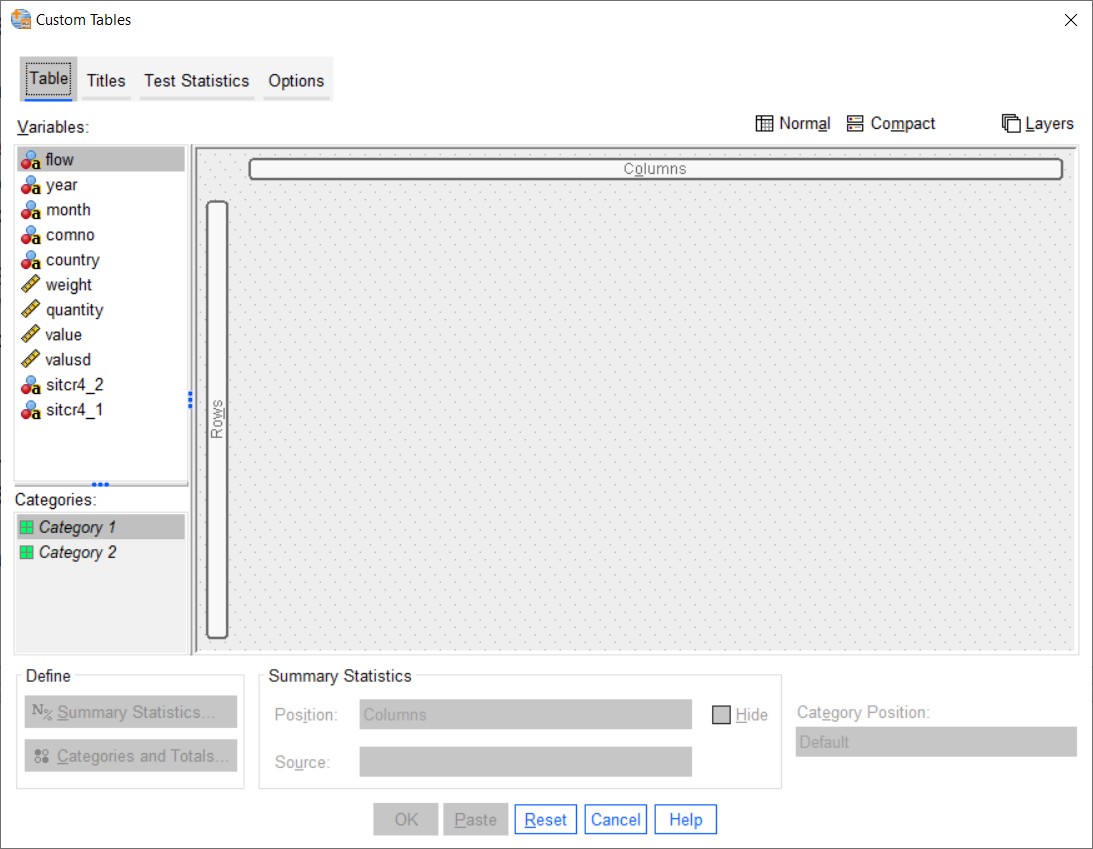 Custom Tables
Table Titles Test Statistics Options
Variables:
Normal Compact Layers
flow
year
month
comno
country
weight
quantity
value
valusd
sitcr4_2
sitcr4_1
Columns
Rows
Categories:
Category 1
Category 2
Define
Summary Statistics...
Categories and Totals...
Summary Statistics
Position: Columns Hide
Source:
Category Position:
Default
OK Paste Reset Cancel Help